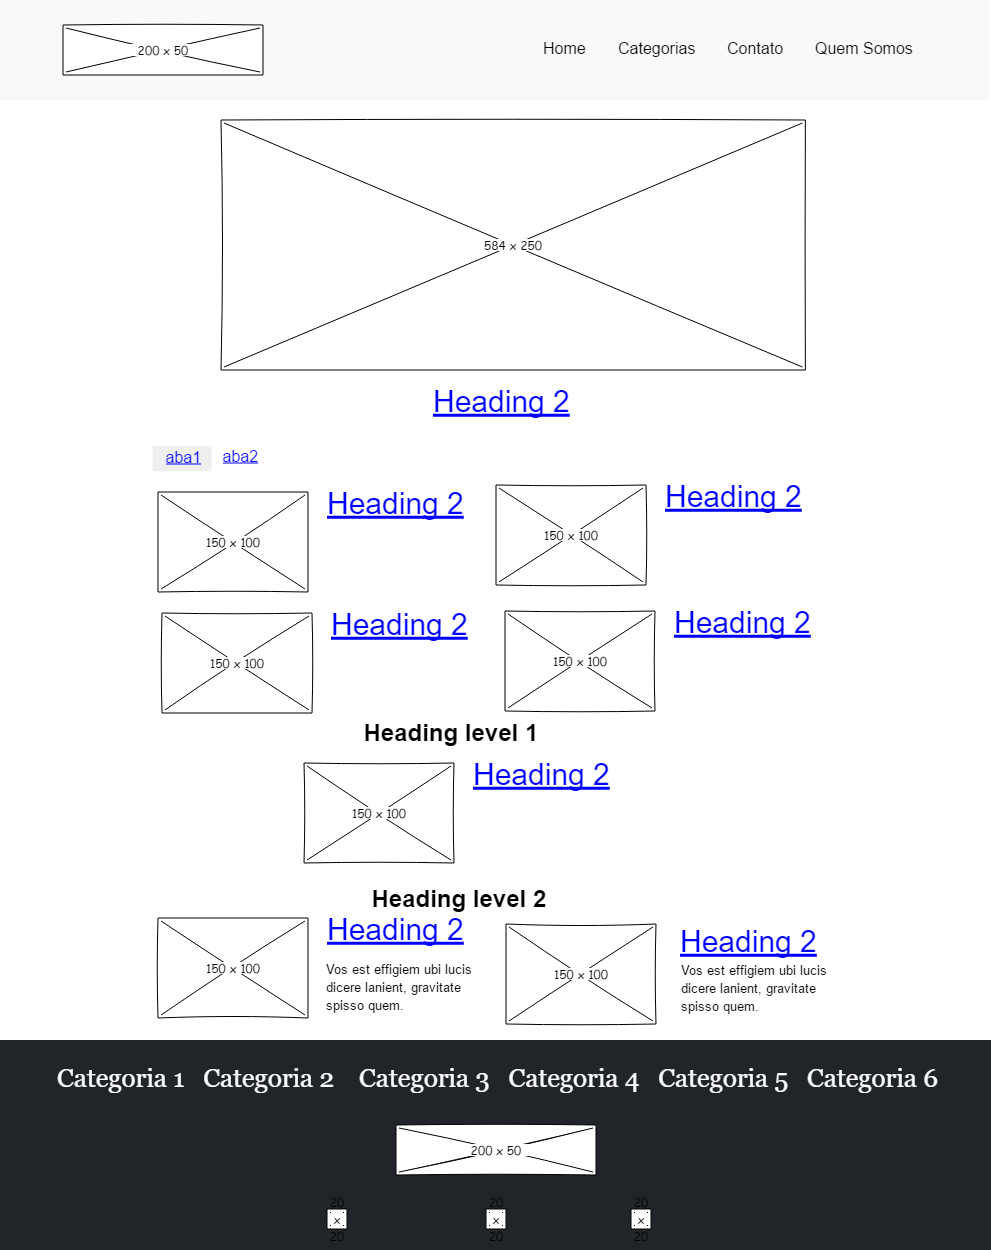 200 x 50
Home Categorias Contato Quem Somos
584 x 250
Heading 2
aba1 aba2
150 x 100
Heading 2
150 x 100
Heading 2
150 x 100
Heading 2
150 x 100
Heading 2
Heading level 1
150 x 100
Heading 2
Heading level 2
150 x 100
Heading 2
Vos est effigiem ubi lucis
dicere lanient, gravitate
spisso quem.
150 x 100
Heading 2
Vos est effigiem ubi lucis
dicere lanient, gravitate
spisso quem.
Categoria 1 Categoria 2 Categoria 3 Categoria 4 Categoria 5 Categoria 6
200 x 50
20
x
20
20
x
20
20
x
20